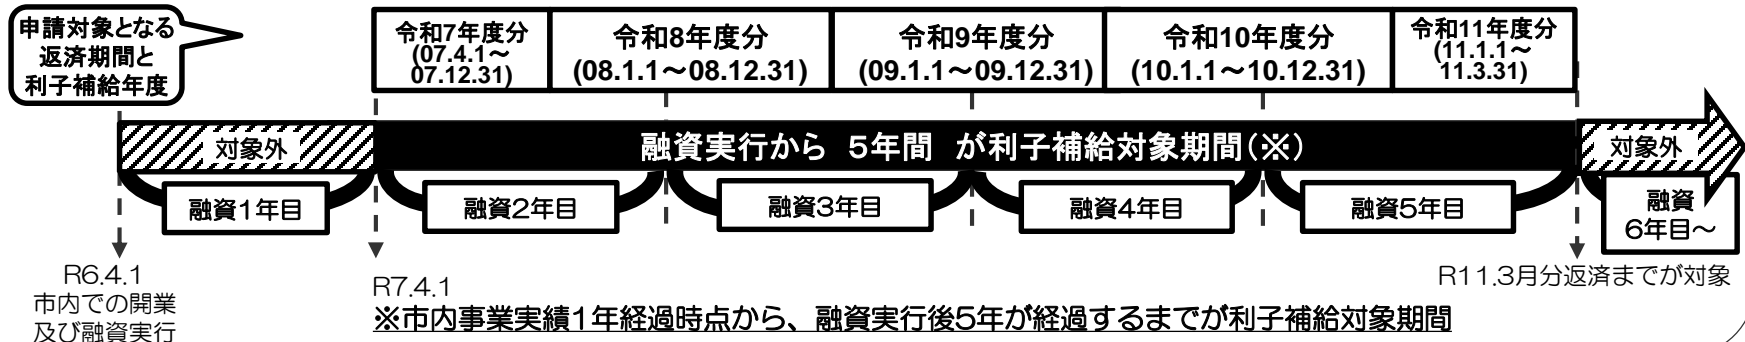 申請対象となる
返済期間と
利子補給年度
令和7年度分
(07.4.1～
07.12.31)
令和8年度分
(08.1.1～08.12.31)
令和9年度分
(09.1.1～09.12.31)
令和10年度分
(10.1.1～10.12.31)
令和11年度分
(11.1.1～
11.3.31)
対象外
融資実行から 5年間 が利子補給対象期間(※)
対象外
融資1年目
融資2年目
融資3年目
融資4年目
融資5年目
融資
6年目～
R6.4.1
市内での開業
及び融資実行
R7.4.1
R11.3月分返済までが対象
※市内事業実績1年経過時点から、融資実行後5年が経過するまでが利子補給対象期間